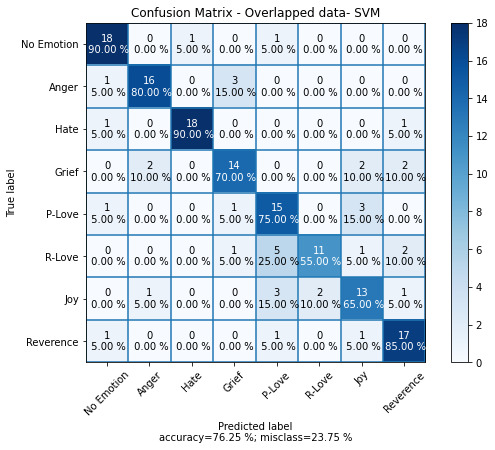 Confusion Matrix - Overlapped data- SVM
No Emotion 18 0 1 0 1 0 0 0
90.00 % 0.00 % 5.00 % 0.00 % 5.00 % 0.00 % 0.00 % 0.00 %
Anger 1 16 0 3 0 0 0 0
5.00 % 80.00 % 0.00 % 15.00 % 0.00 % 0.00 % 0.00 % 0.00 %
Hate 1 0 18 0 0 0 0 1
5.00 % 0.00 % 90.00 % 0.00 % 0.00 % 0.00 % 0.00 % 5.00 %
Grief 0 2 0 14 0 0 2 2
0.00 % 10.00 % 0.00 % 70.00 % 0.00 % 0.00 % 10.00 % 10.00 %
P-Love 1 0 0 1 15 0 3 0
5.00 % 0.00 % 0.00 % 5.00 % 75.00 % 0.00 % 15.00 % 0.00 %
R-Love 0 0 0 1 5 11 1 2
0.00 % 0.00 % 0.00 % 5.00 % 25.00 % 55.00 % 5.00 % 10.00 %
Joy 0 1 0 0 3 2 13 1
0.00 % 5.00 % 0.00 % 0.00 % 15.00 % 10.00 % 65.00 % 5.00 %
Reverence 1 0 0 0 1 0 1 17
5.00 % 0.00 % 0.00 % 0.00 % 5.00 % 0.00 % 5.00 % 85.00 %
True label
No Emotion Anger Hate Grief P-Love R-Love Joy Reverence
Predicted label
accuracy=76.25 %; misclass=23.75 %
18
16
14
12
10
8
6
4
2
0